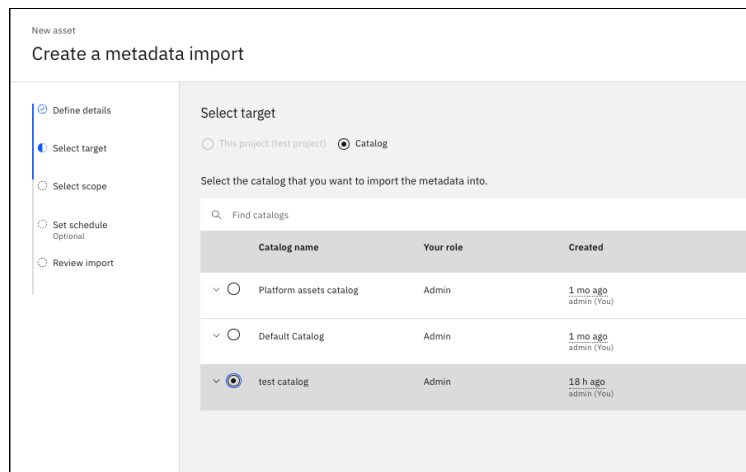 New asset
Create a metadata import
Define details
Select target
Select scope
Set schedule
Optional
Review import
Select target
This project (test project) Catalog
Select the catalog that you want to import the metadata into.
Find catalogs
Catalog name Your role Created
Platform assets catalog Admin 1 mo ago
admin (You)
Default Catalog Admin 1 mo ago
admin (You)
test catalog Admin 18 h ago
admin (You)